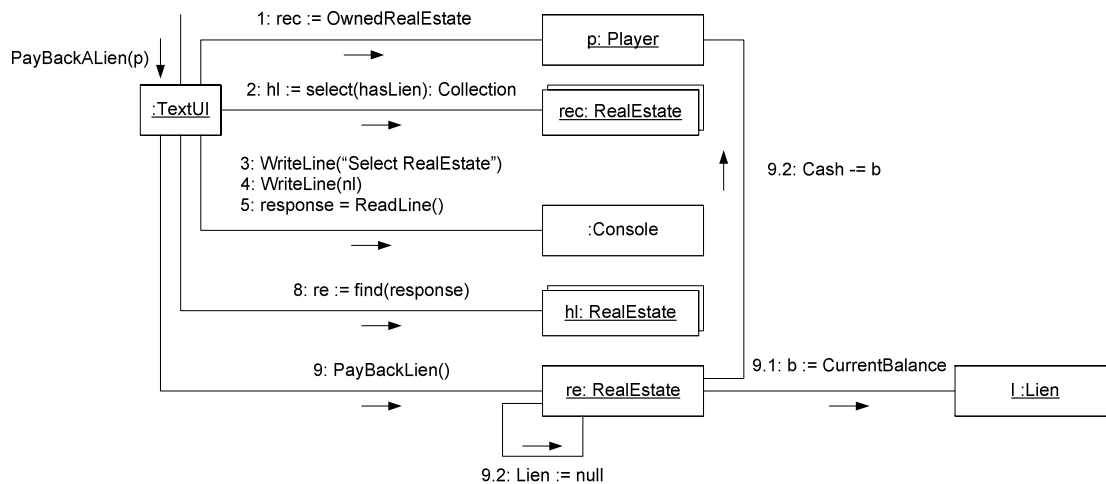 1: rec := OwnedRealEstate
p: Player
PayBackALien(p)
:TextUI
2: hl := select(hasLien): Collection
rec: RealEstate
3: WriteLine(“Select RealEstate”)
4: WriteLine(nl)
5: response = ReadLine()
9.2: Cash -= b
:Console
8: re := find(response)
hl: RealEstate
9: PayBackLien()
re: RealEstate
9.1: b := CurrentBalance
l :Lien
9.2: Lien := null